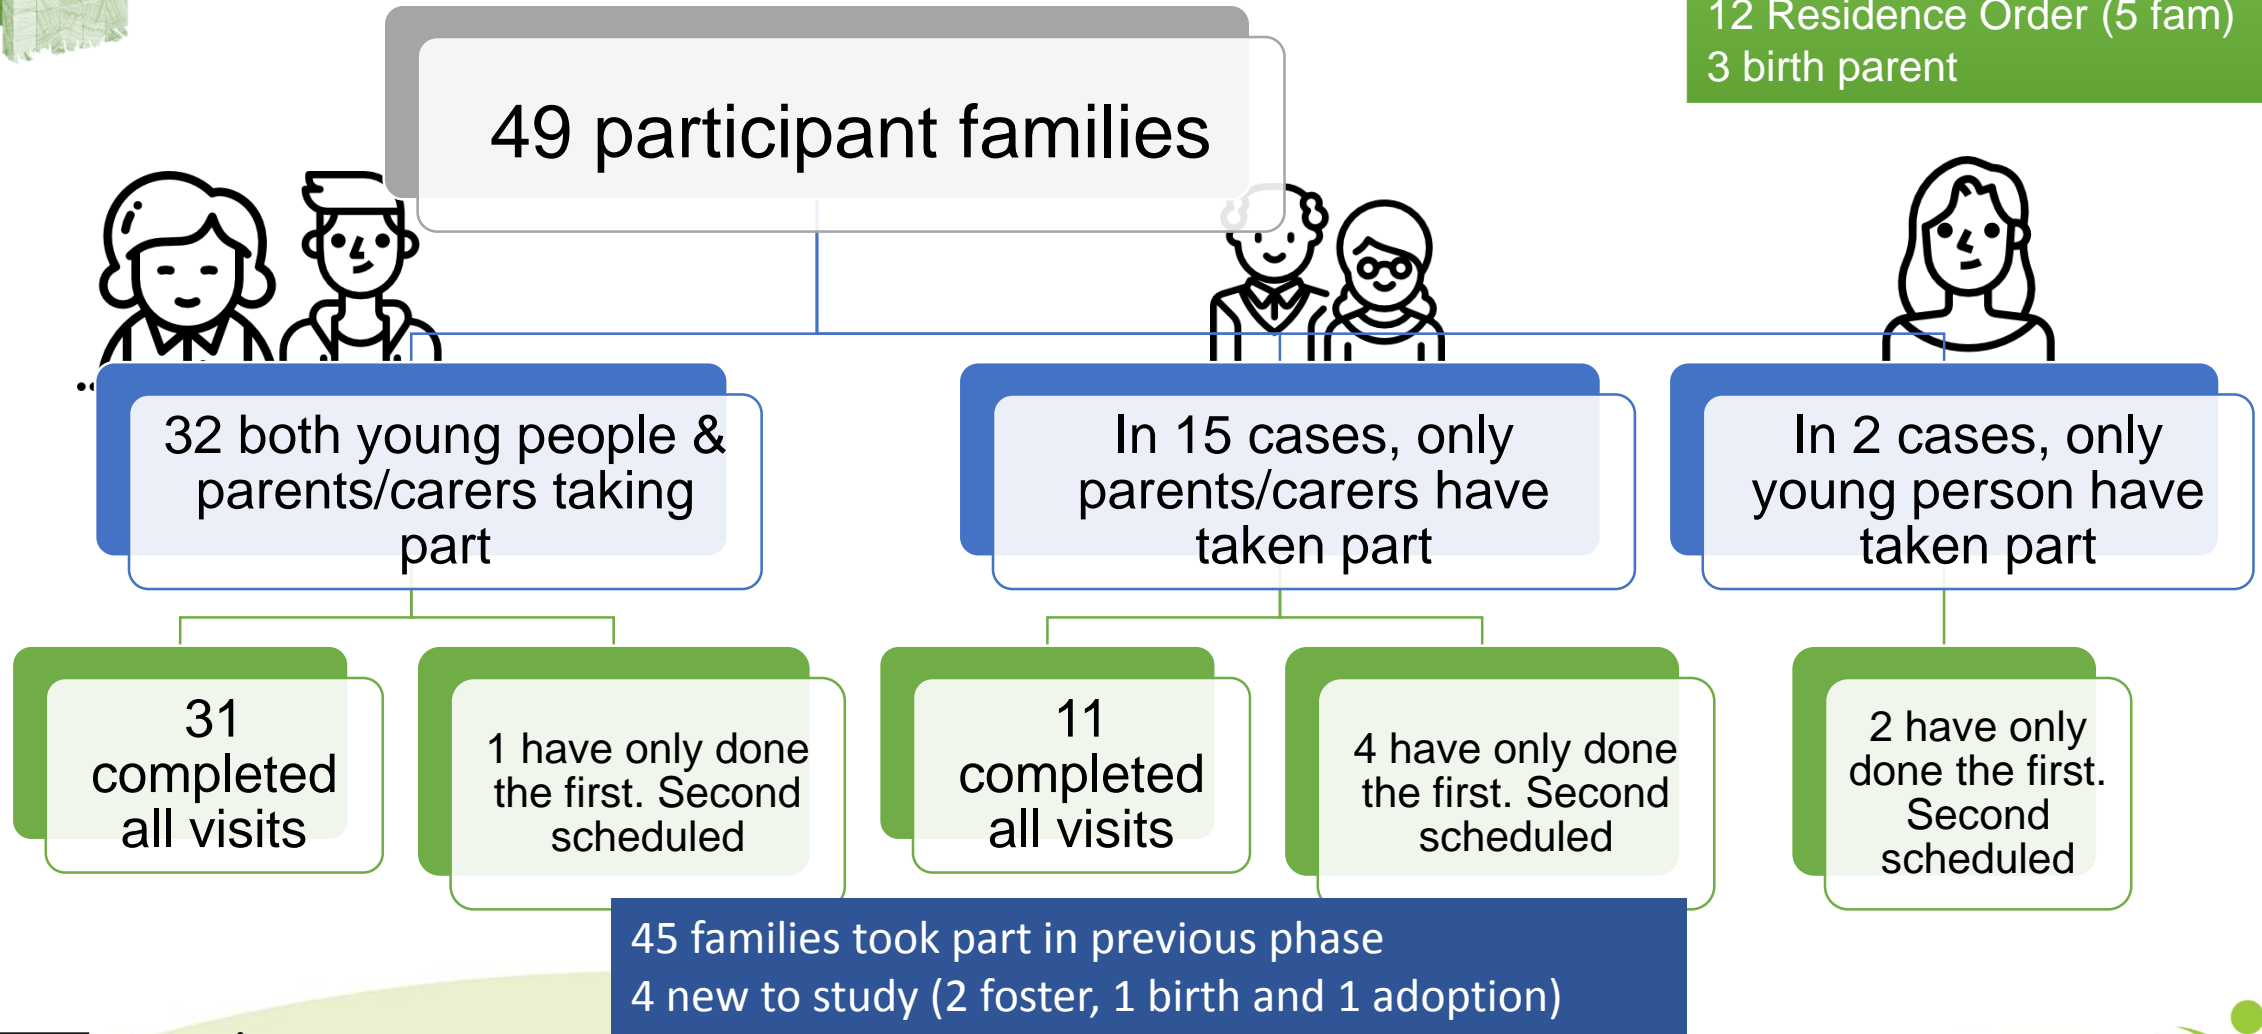 12 Residence Order (5 fam)
3 birth parent
49 participant families
32 both young people &
parents/carers taking
part
In 15 cases, only
parents/carers have
taken part
In 2 cases, only
young person have
taken part
31
completed
all visits
1 have only done
the first. Second
scheduled
11
completed
all visits
4 have only done
the first. Second
scheduled
2 have only
done the first.
Second
scheduled
45 families took part in previous phase
4 new to study (2 foster, 1 birth and 1 adoption)